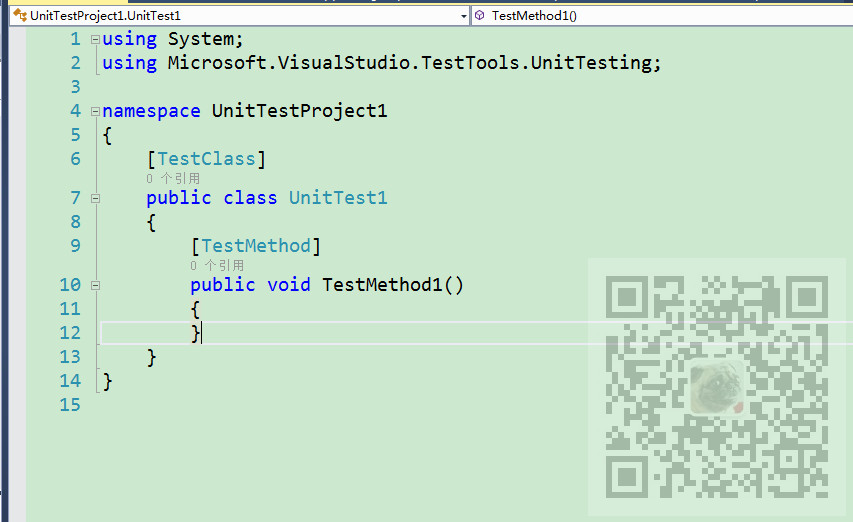 UnitTestProject1.UnitTest1
TestMethod1()
1 using System;
2 using Microsoft.VisualStudio.TestTools.UnitTesting;
3
4 namespace UnitTestProject1
5 {
6 [TestClass]
0 个引用
7 public class UnitTest1
8 {
9 [TestMethod]
0 个引用
10 public void TestMethod1()
11 {
12 }
13 }
14 }
15